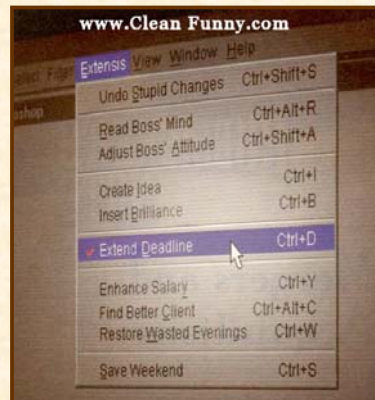 www.Clean Funny.com
Extensis View Window Help
Undo Stupid Changes Ctrl+Shift+S
Read Boss' Mind Ctrl+Alt+R
Adjust Boss' Attitude Ctrl+Shift+A
Create Idea Ctrl+I
Insert Brilliance Ctrl+B
Extend Deadline Ctrl+D
Enhance Salary Ctrl+Y
Find Better Client Ctrl+Alt+C
Restore Wasted Evenings Ctrl+W
Save Weekend Ctrl+S